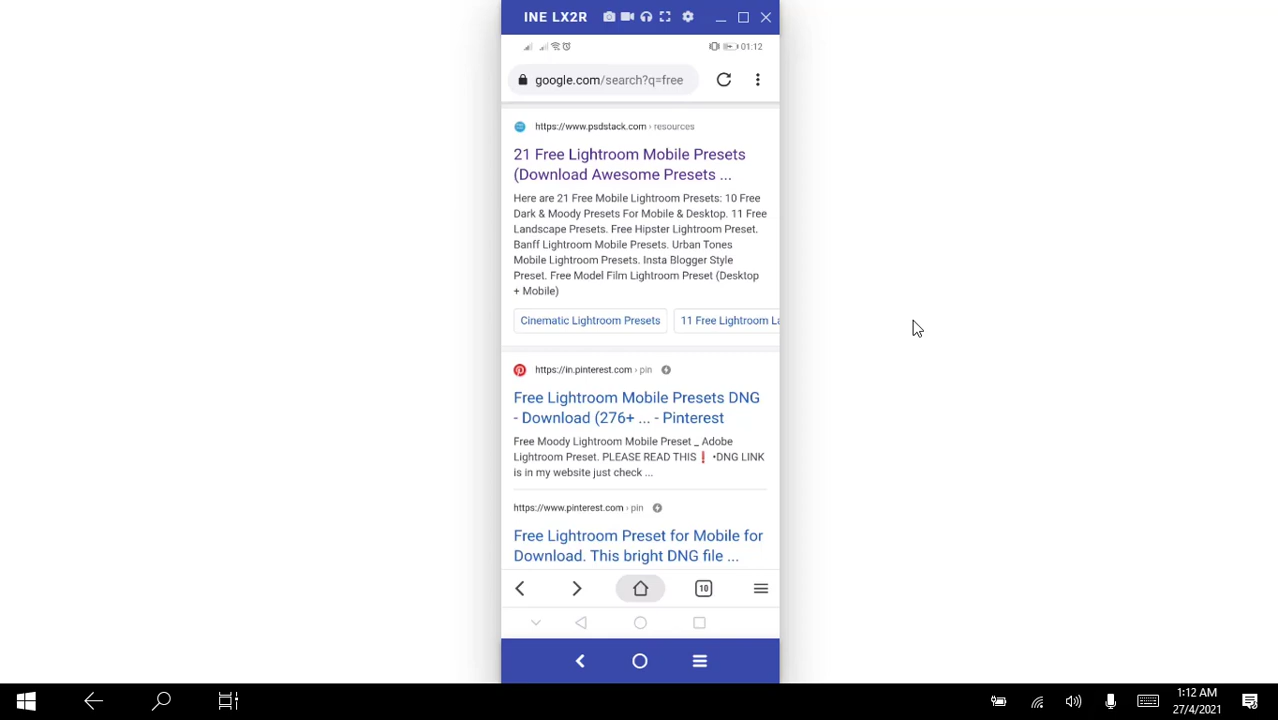 INE LX2R
01:12
google.com/search?q=free
https://www.psdstack.com › resources
21 Free Lightroom Mobile Presets
(Download Awesome Presets ...
Here are 21 Free Mobile Lightroom Presets: 10 Free
Dark & Moody Presets For Mobile & Desktop. 11 Free
Landscape Presets. Free Hipster Lightroom Preset.
Banff Lightroom Mobile Presets. Urban Tones
Mobile Lightroom Presets. Insta Blogger Style
Preset. Free Model Film Lightroom Preset (Desktop
+ Mobile)
Cinematic Lightroom Presets
11 Free Lightroom La
https://in.pinterest.com › pin
Free Lightroom Mobile Presets DNG
- Download (276+ ... - Pinterest
Free Moody Lightroom Mobile Preset _ Adobe
Lightroom Preset. PLEASE READ THIS❗ •DNG LINK
is in my website just check ...
https://www.pinterest.com › pin
Free Lightroom Preset for Mobile for
Download. This bright DNG file ...
10
1:12 AM
27/4/2021